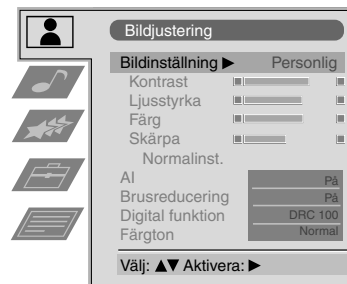 Bildjustering
Bildinställning ▶ Personlig
Kontrast
Ljusstyrka
Färg
Skärpa
Normalinst.
AI På
Brusreducering På
Digital funktion DRC 100
Färgton Normal
Välj: ▲▼ Aktivera: ▶